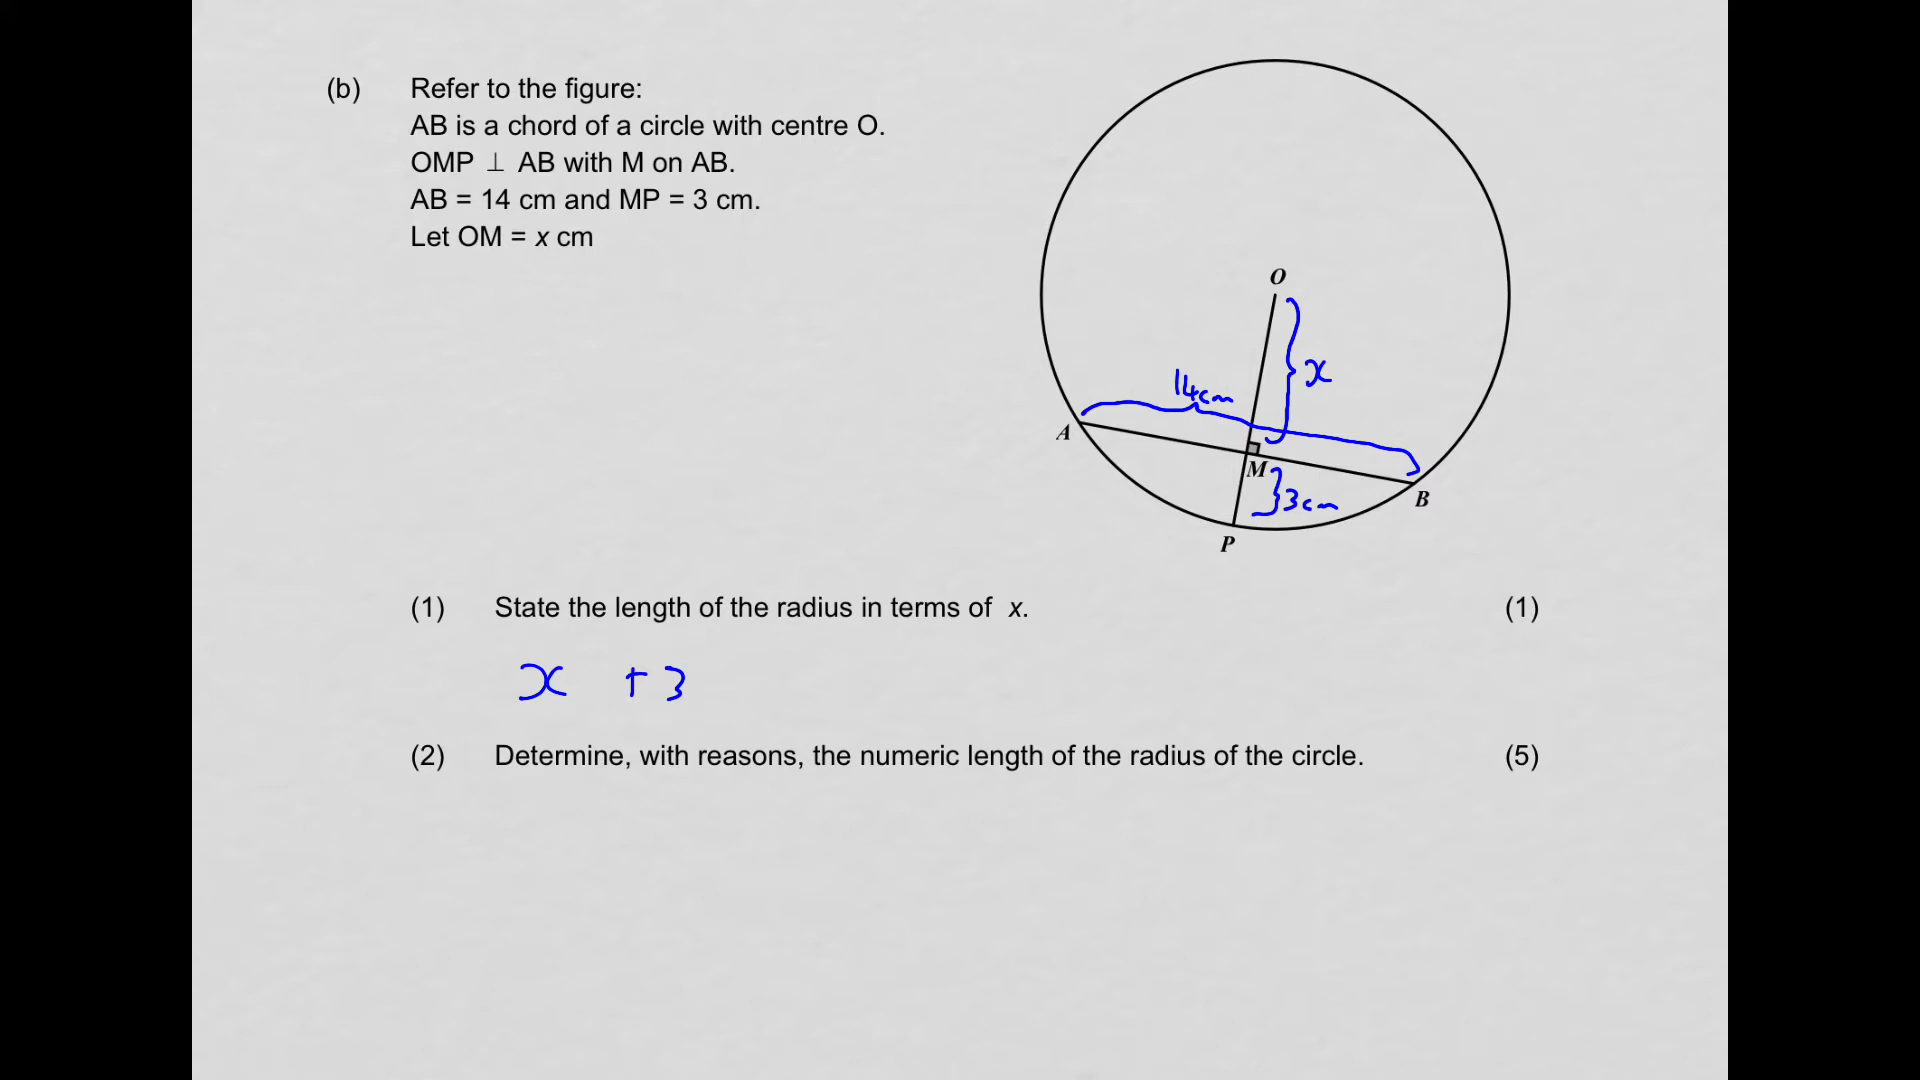 (b) Refer to the figure:
AB is a chord of a circle with centre O.
OMP ⊥ AB with M on AB.
AB = 14 cm and MP = 3 cm.
Let OM = x cm
O
x
14cm
A
M
3cm
B
P
(1) State the length of the radius in terms of x. (1)
x + 3
(2) Determine, with reasons, the numeric length of the radius of the circle. (5)